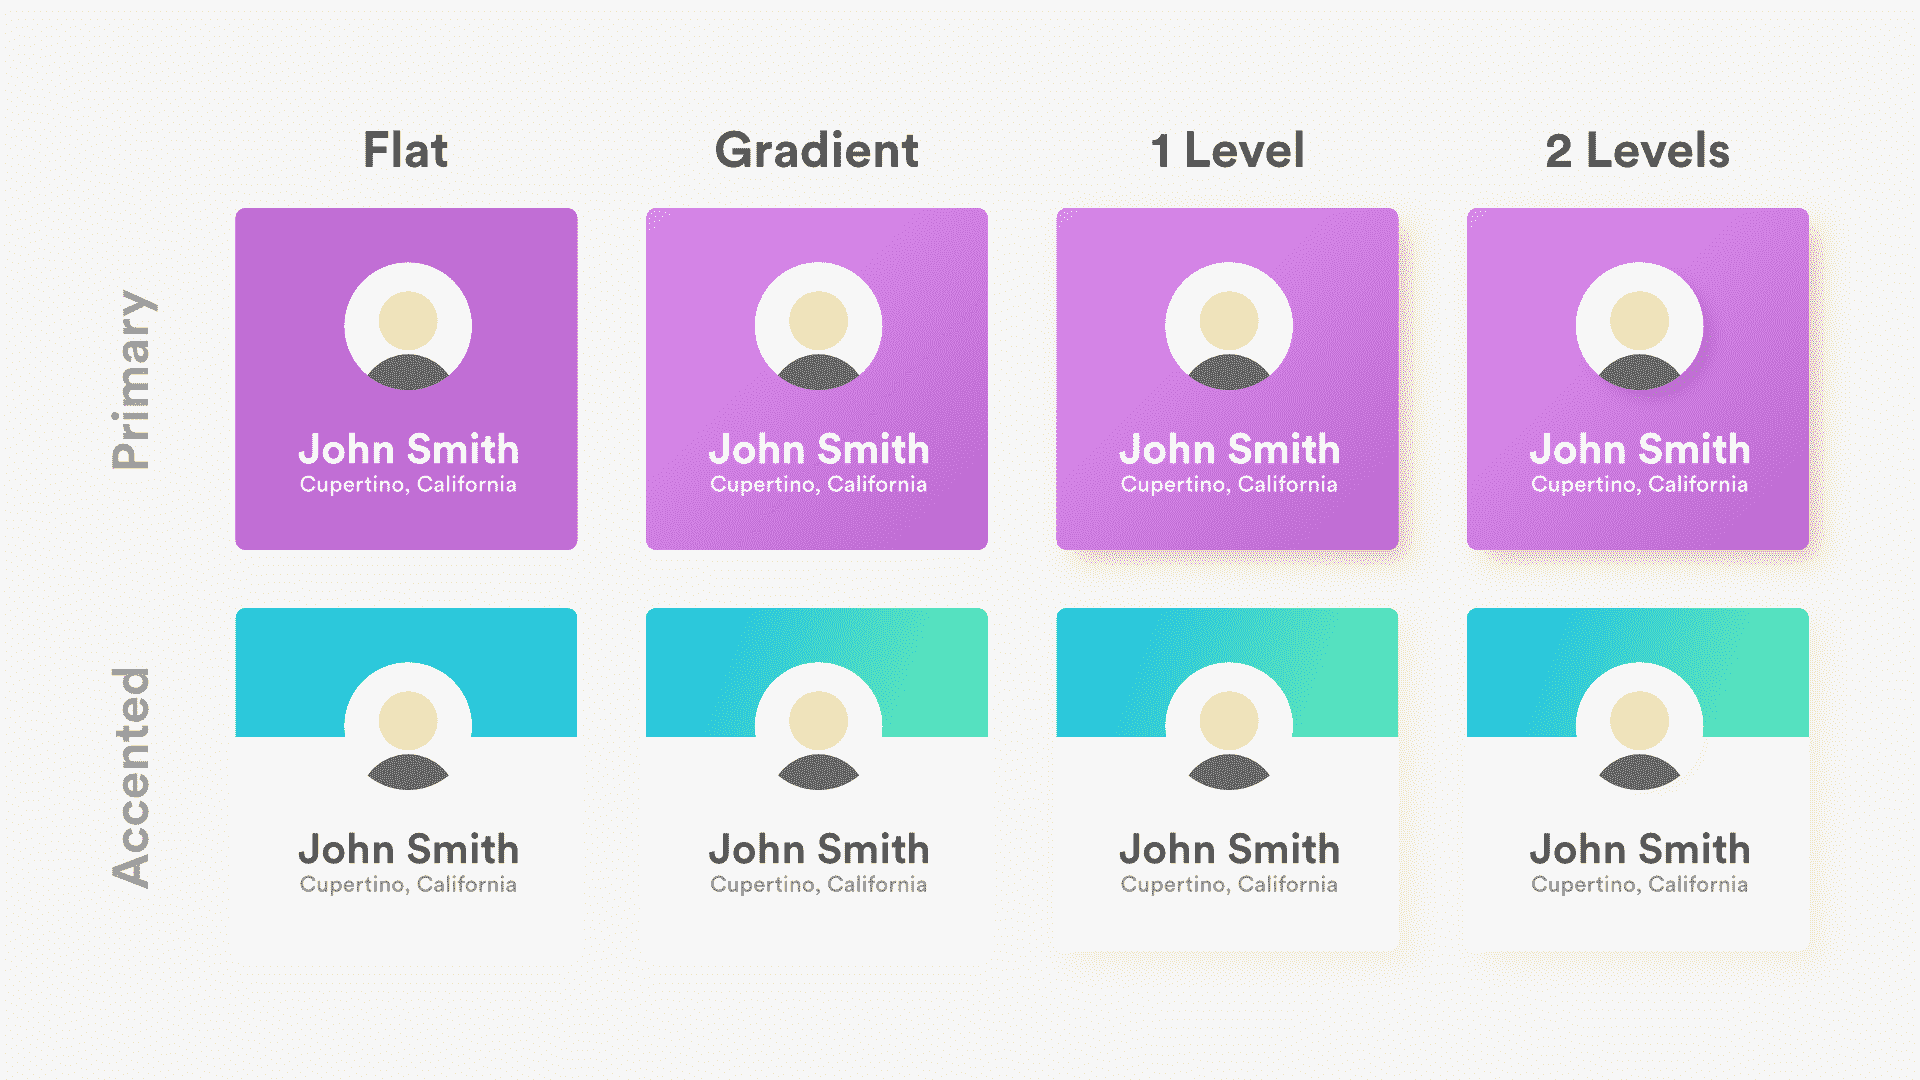 Flat
Gradient
1 Level
2 Levels
Primary
John Smith
Cupertino, California
John Smith
Cupertino, California
John Smith
Cupertino, California
John Smith
Cupertino, California
Accented
John Smith
Cupertino, California
John Smith
Cupertino, California
John Smith
Cupertino, California
John Smith
Cupertino, California